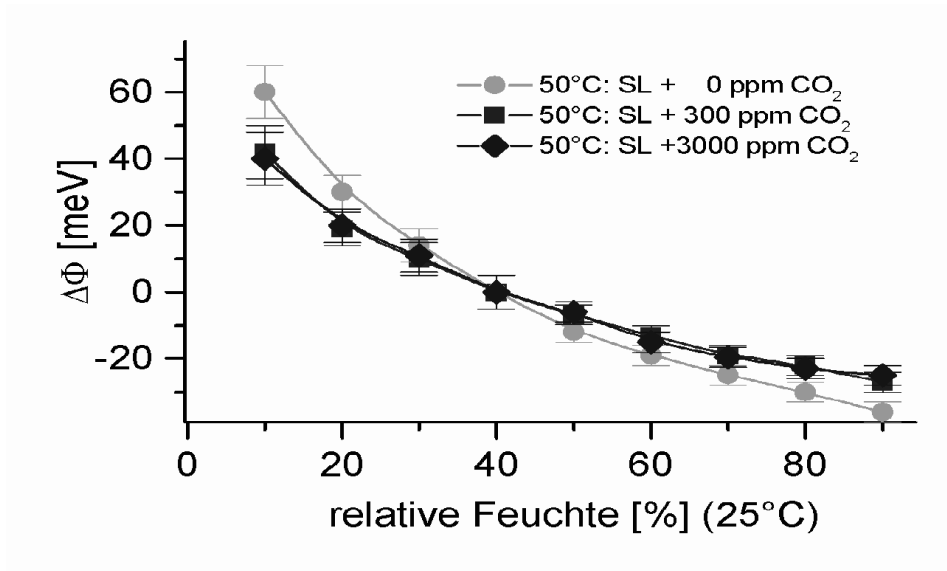 60
40
20
0
-20
ΔΦ [meV]
50°C: SL + 0 ppm CO₂
50°C: SL + 300 ppm CO₂
50°C: SL +3000 ppm CO₂
0 20 40 60 80
relative Feuchte [%] (25°C)